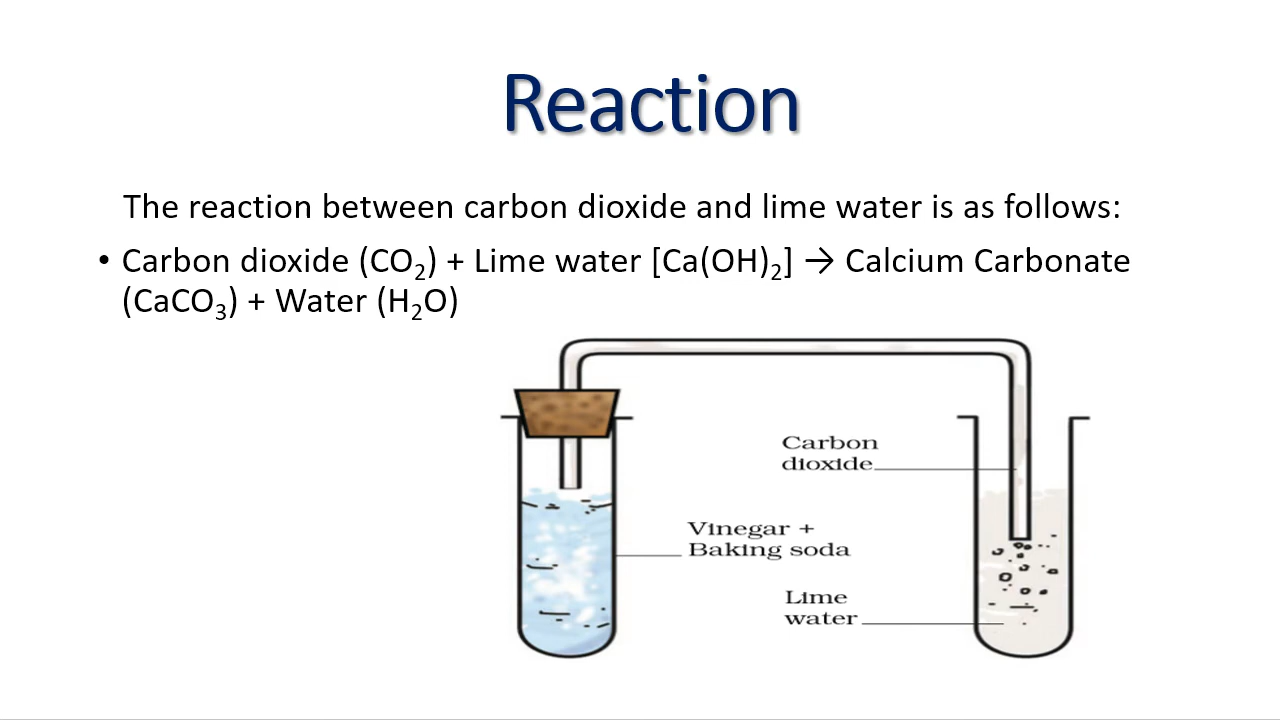 Reaction
The reaction between carbon dioxide and lime water is as follows:
• Carbon dioxide (CO₂) + Lime water [Ca(OH)₂] → Calcium Carbonate
(CaCO₃) + Water (H₂O)
Carbon
dioxide
Vinegar +
Baking soda
Lime
water